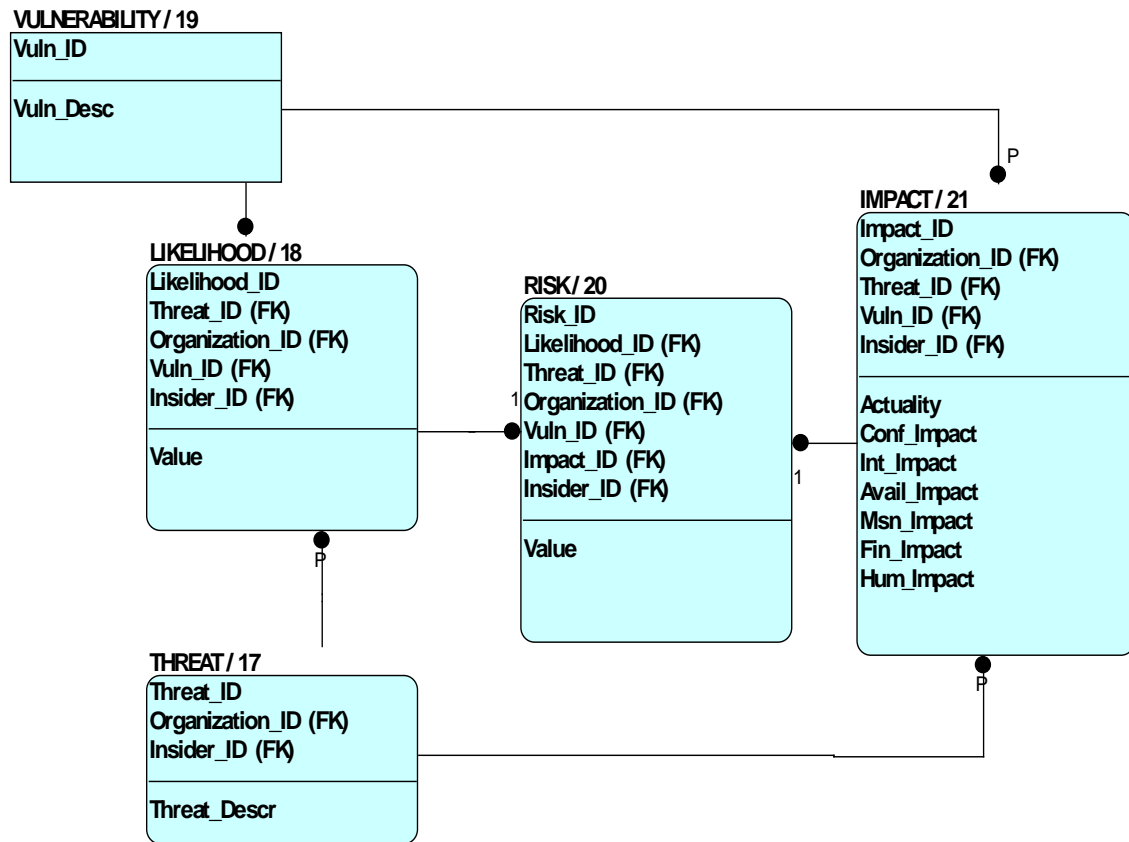 VULNERABILITY / 19
Vuln_ID
Vuln_Desc
P
LIKELIHOOD / 18
Likelihood_ID
Threat_ID (FK)
Organization_ID (FK)
Vuln_ID (FK)
Insider_ID (FK)
Value
P
1
RISK / 20
Risk_ID
Likelihood_ID (FK)
Threat_ID (FK)
Organization_ID (FK)
Vuln_ID (FK)
Impact_ID (FK)
Insider_ID (FK)
Value
1
IMPACT / 21
Impact_ID
Organization_ID (FK)
Threat_ID (FK)
Vuln_ID (FK)
Insider_ID (FK)
Actuality
Conf_Impact
Int_Impact
Avail_Impact
Msn_Impact
Fin_Impact
Hum_Impact
P
THREAT / 17
Threat_ID
Organization_ID (FK)
Insider_ID (FK)
Threat_Descr